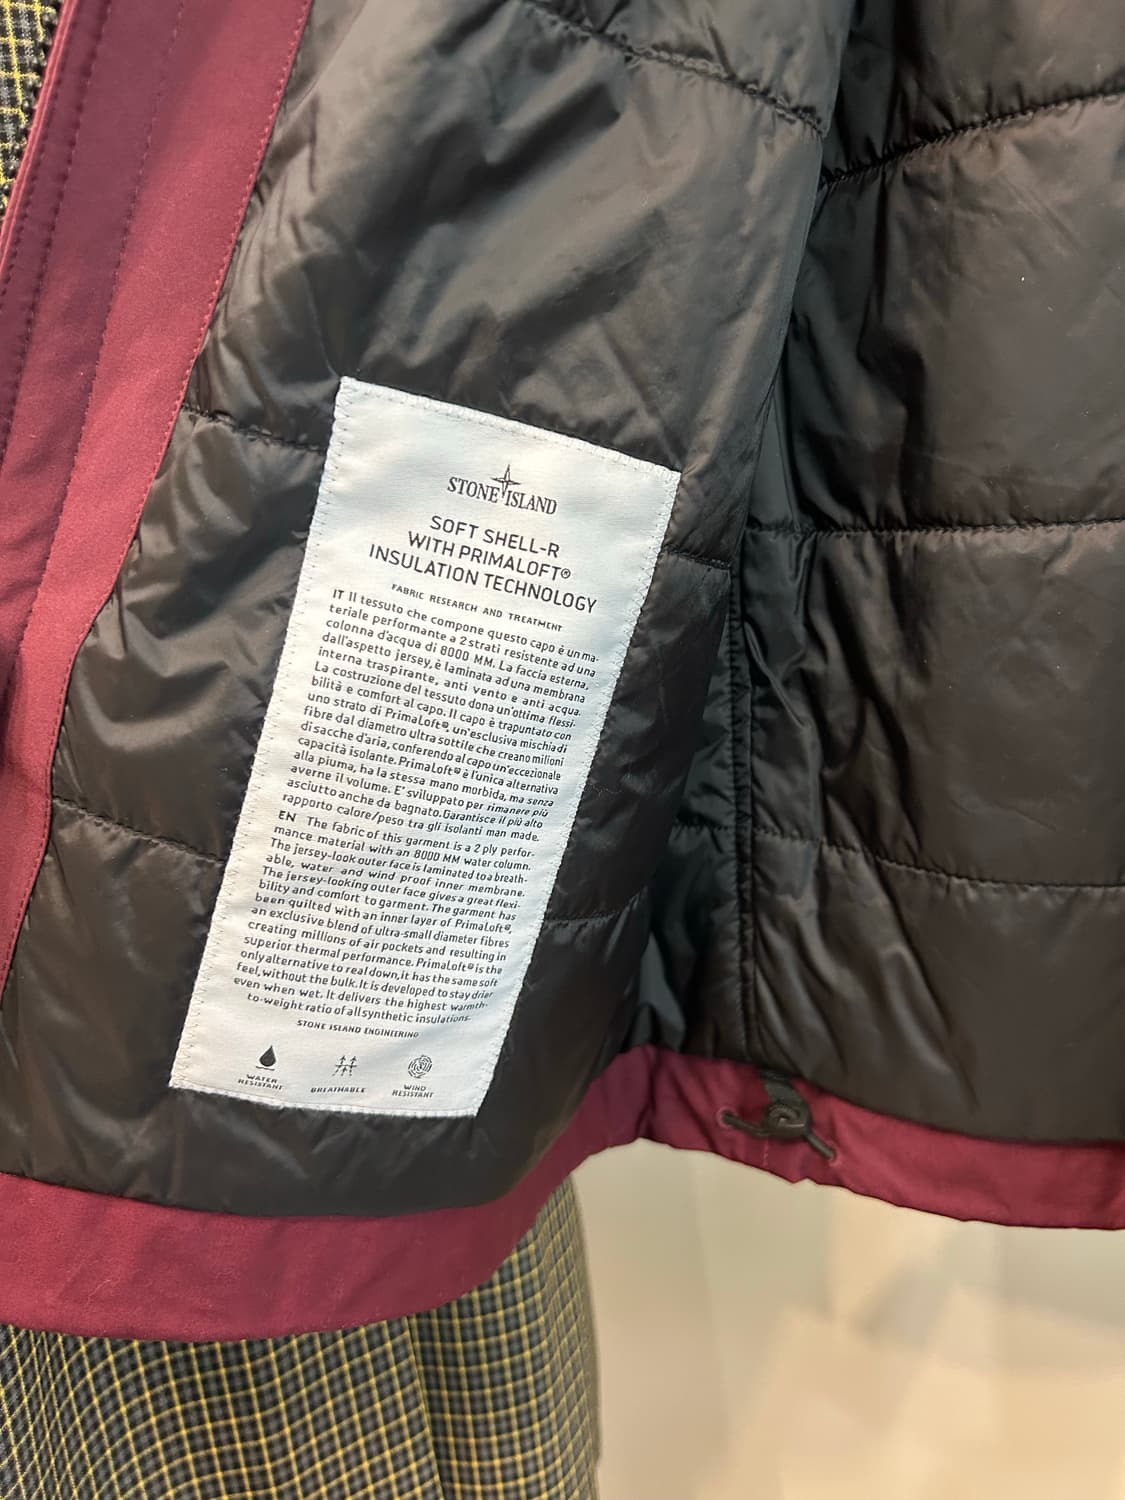 STONE ISLAND
SOFT SHELL-R
WITH PRIMALOFT®
INSULATION TECHNOLOGY
FABRIC RESEARCH AND TREATMENT
IT Il tessuto che compone questo capo è un ma-
teriale performante a 2 strati resistente ad una
colonna d'acqua di 8000 MM. La faccia esterna,
dall'aspetto jersey, è laminata ad una membrana
interna traspirante, anti vento e anti acqua.
La costruzione del tessuto dona un'ottima flessi-
bilità e comfort al capo. Il capo è trapuntato con
uno strato di PrimaLoft®, un'esclusiva mischia di
fibre dal diametro ultra sottile che creano milioni
di sacche d'aria, conferendo al capo un'eccezionale
capacità isolante. PrimaLoft® è l'unica alternativa
alla piuma, ha la stessa mano morbida, ma senza
averne il volume. E' sviluppato per rimanere più
asciutto anche da bagnato. Garantisce il più alto
rapporto calore/peso tra gli isolanti man made.
EN The fabric of this garment is a 2 ply perfor-
mance material with an 8000 MM water column.
The jersey-look outer face is laminated to a breath-
able, water and wind proof inner membrane.
The jersey-looking outer face gives a great flexi-
bility and comfort to garment. The garment has
been quilted with an inner layer of PrimaLoft®,
an exclusive blend of ultra-small diameter fibres
creating millions of air pockets and resulting in
superior thermal performance. PrimaLoft® is the
only alternative to real down, it has the same soft
feel, without the bulk. It is developed to stay drier
even when wet. It delivers the highest warmth-
to-weight ratio of all synthetic insulations.
STONE ISLAND ENGINEERING
WATER
RESISTANT
BREATHABLE
WIND
RESISTANT